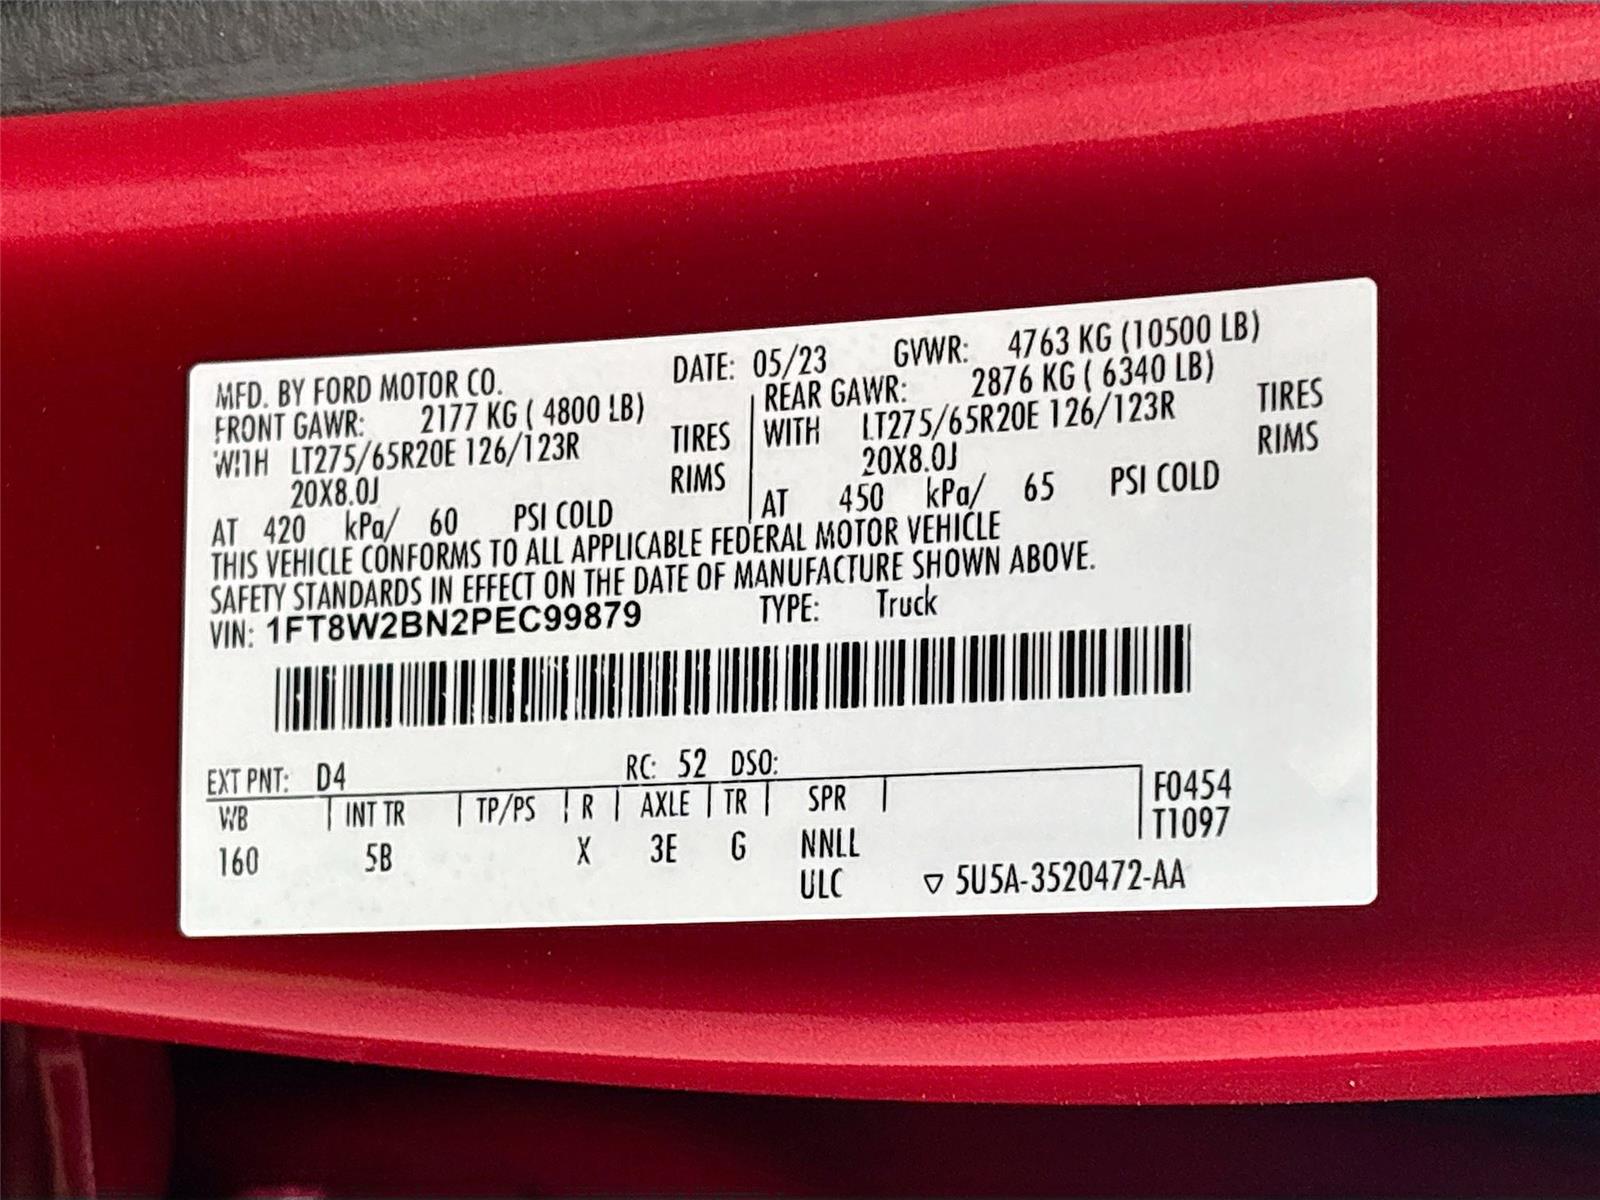 MFD. BY FORD MOTOR CO. DATE: 05/23 GVWR: 4763 KG (10500 LB)
FRONT GAWR: 2177 KG ( 4800 LB)
WITH LT275/65R20E 126/123R TIRES
20X8.0J RIMS
AT 420 kPa/ 60 PSI COLD
REAR GAWR: 2876 KG ( 6340 LB)
WITH LT275/65R20E 126/123R TIRES
20X8.0J RIMS
AT 450 kPa/ 65 PSI COLD
THIS VEHICLE CONFORMS TO ALL APPLICABLE FEDERAL MOTOR VEHICLE
SAFETY STANDARDS IN EFFECT ON THE DATE OF MANUFACTURE SHOWN ABOVE.
VIN: 1FT8W2BN2PEC99879 TYPE: Truck
EXT PNT: D4 RC: 52 DSO:
WB INT TR TP/PS R AXLE TR SPR F0454
T1097
160 5B X 3E G NNLL
ULC ▽ 5U5A-3520472-AA